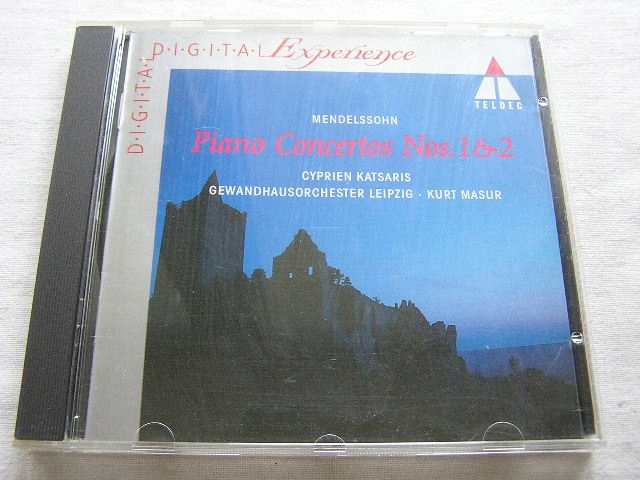 D·I·G·I·T·A·L Experience
D·I·G·I·T·A·L
TELDEC
MENDELSSOHN
Piano Concertos Nos. 1 & 2
CYPRIEN KATSARIS
GEWANDHAUSORCHESTER LEIPZIG · KURT MASUR